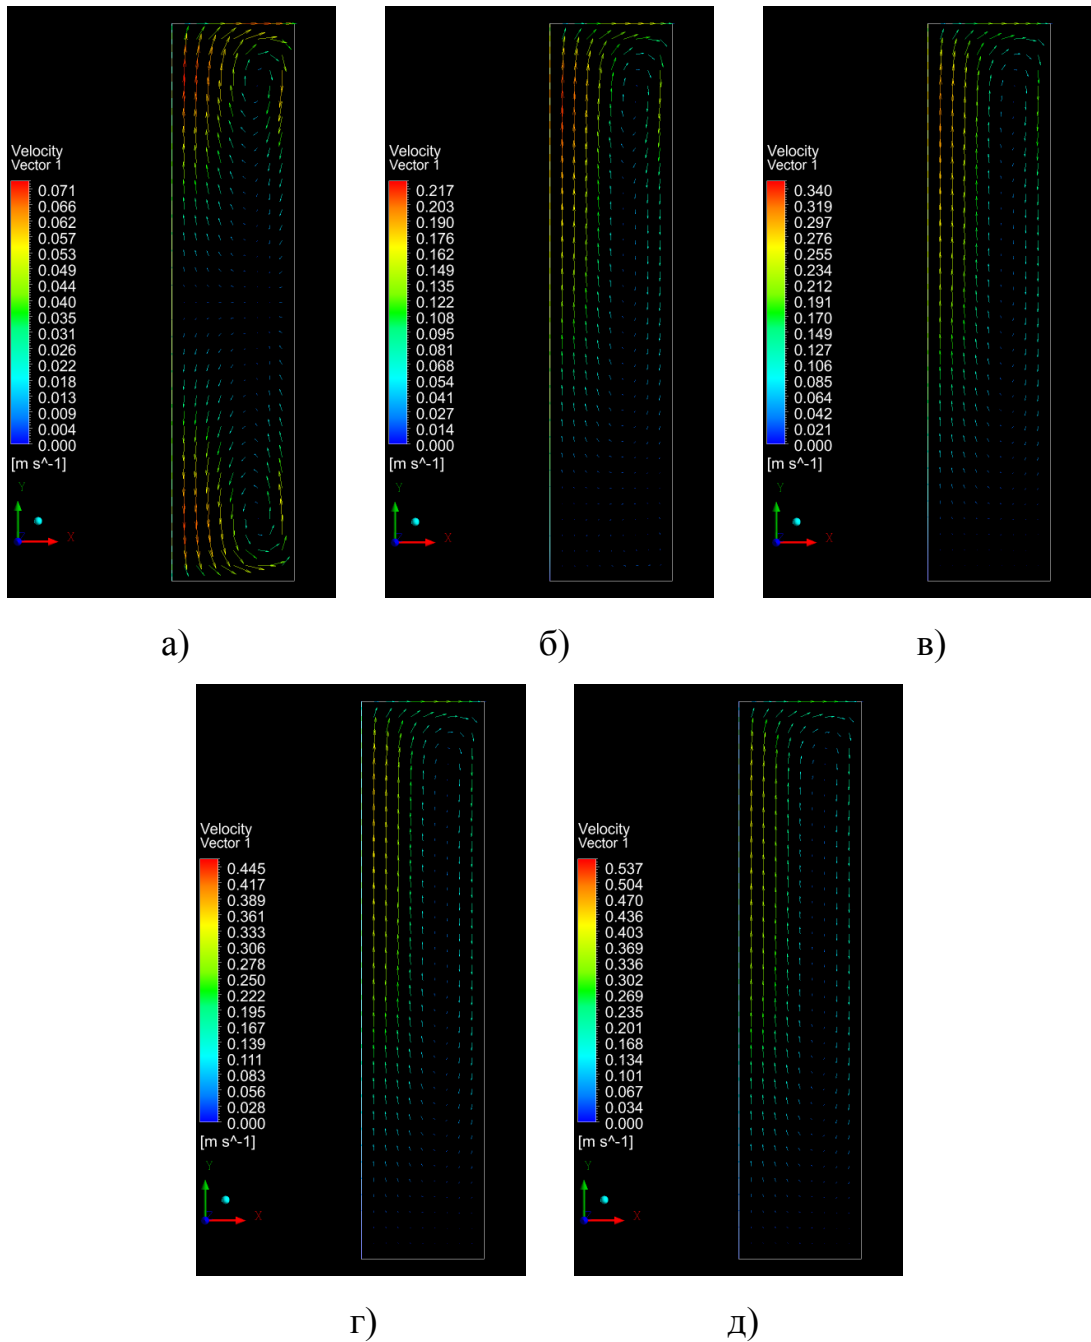 Velocity
Vector 1
0.071
0.066
0.062
0.057
0.053
0.049
0.044
0.040
0.035
0.031
0.026
0.022
0.018
0.013
0.009
0.004
0.000
[m s^-1]
Y
X
а)
Velocity
Vector 1
0.217
0.203
0.190
0.176
0.162
0.149
0.135
0.122
0.108
0.095
0.081
0.068
0.054
0.041
0.027
0.014
0.000
[m s^-1]
Y
X
б)
Velocity
Vector 1
0.340
0.319
0.297
0.276
0.255
0.234
0.212
0.191
0.170
0.149
0.127
0.106
0.085
0.064
0.042
0.021
0.000
[m s^-1]
Y
X
в)
Velocity
Vector 1
0.445
0.417
0.389
0.361
0.333
0.306
0.278
0.250
0.222
0.195
0.167
0.139
0.111
0.083
0.056
0.028
0.000
[m s^-1]
Y
X
г)
Velocity
Vector 1
0.537
0.504
0.470
0.436
0.403
0.369
0.336
0.302
0.269
0.235
0.201
0.168
0.134
0.101
0.067
0.034
0.000
[m s^-1]
Y
X
д)